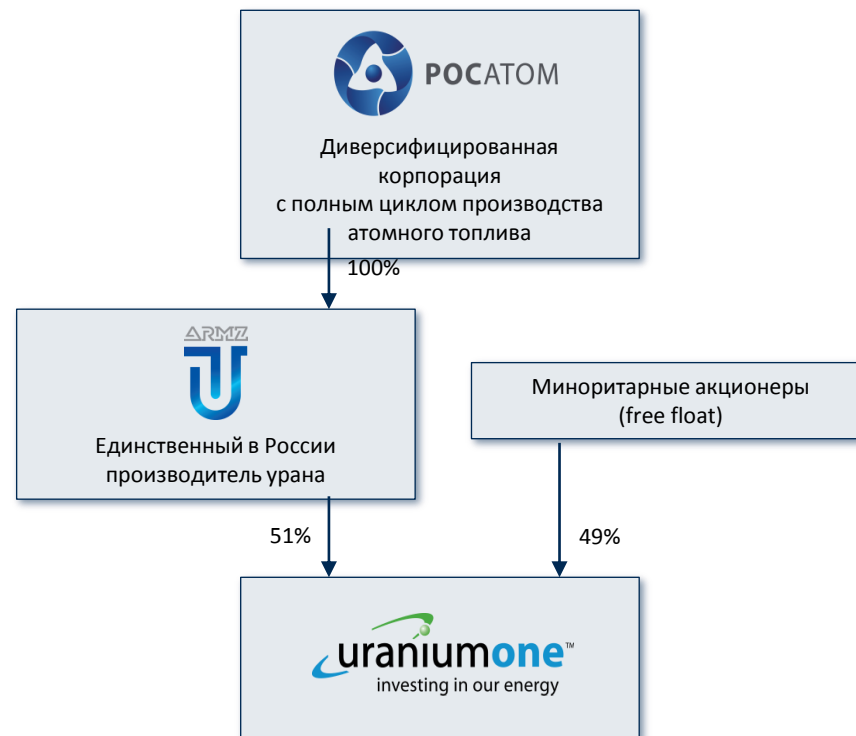 РОСАТОМ
Диверсифицированная
корпорация
с полным циклом производства
атомного топлива
100%
ARMZ
Единственный в России
производитель урана
Миноритарные акционеры
(free float)
51%
49%
uraniumone™
investing in our energy